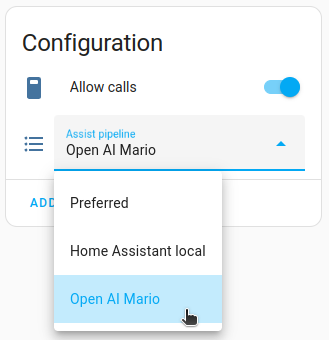 Configuration
Allow calls
Assist pipeline
Open AI Mario
ADD
Preferred
Home Assistant local
Open AI Mario